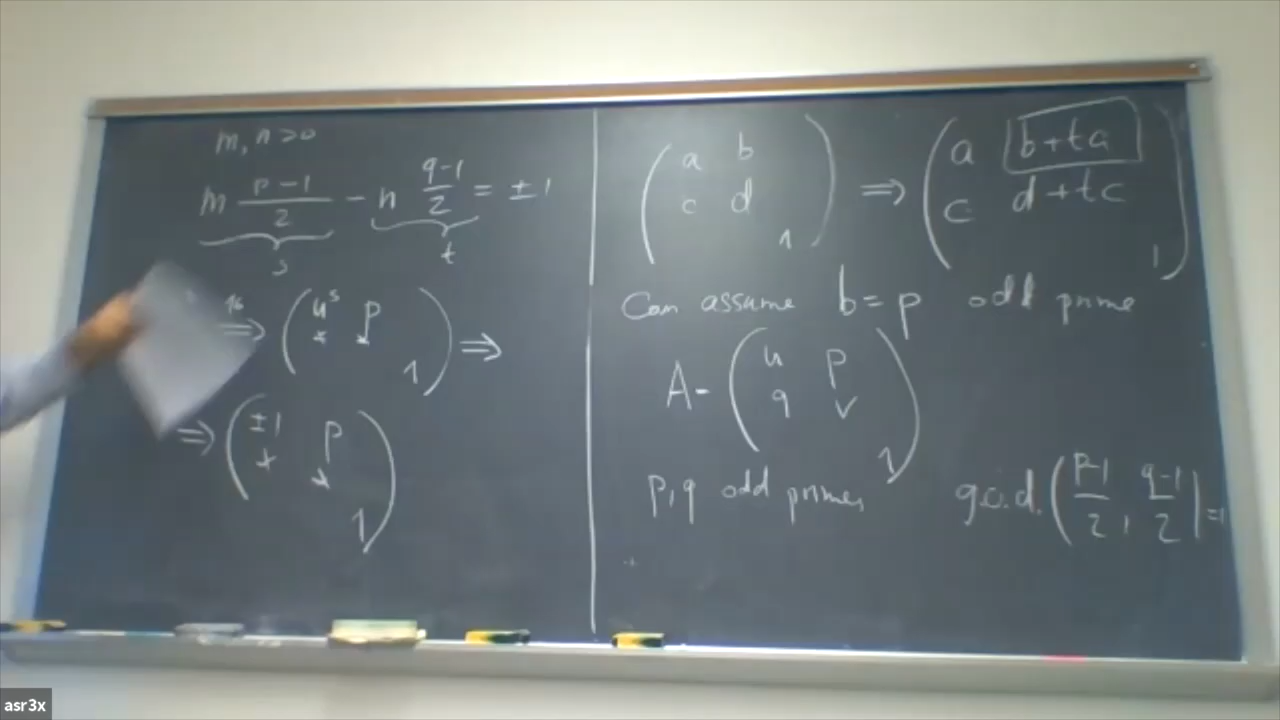 m, n > 0
m (p-1)/2 - n (q-1)/2 = ±1
s t
16
⇒ ( u^s p
* *
1 ) ⇒
⇒ ( ±1 p
* *
1 )
( a b
c d
1 ) ⇒ ( a b+ta
c d+tc
1 )
Can assume b = p odd prime
A = ( u p
q v
1 )
p, q odd primes g.c.d. ( (p-1)/2 , (q-1)/2 ) = 1
asr3x